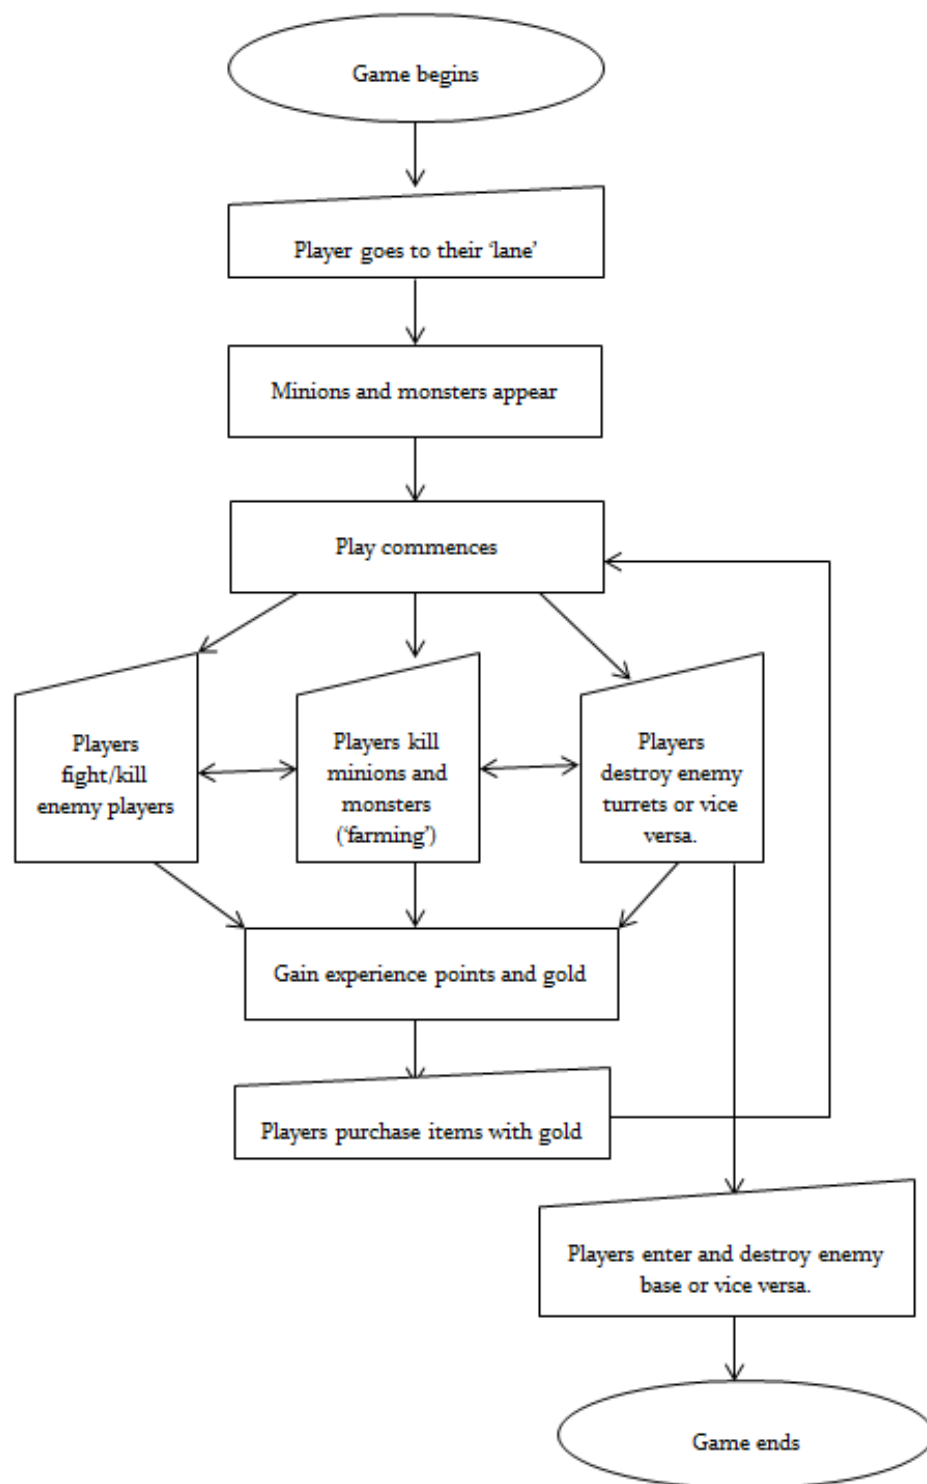 Game begins
Player goes to their ‘lane’
Minions and monsters appear
Play commences
Players
fight/kill
enemy players
Players kill
minions and
monsters
(‘farming’)
Players
destroy enemy
turrets or vice
versa.
Gain experience points and gold
Players purchase items with gold
Players enter and destroy enemy
base or vice versa.
Game ends